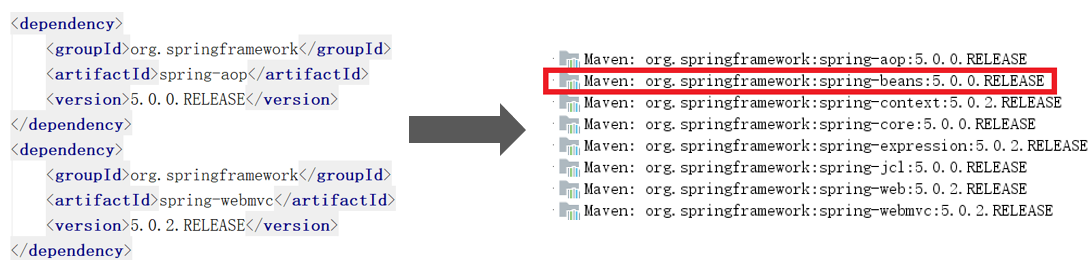 <dependency>
<groupId>org.springframework</groupId>
<artifactId>spring-aop</artifactId>
<version>5.0.0.RELEASE</version>
</dependency>
<dependency>
<groupId>org.springframework</groupId>
<artifactId>spring-webmvc</artifactId>
<version>5.0.2.RELEASE</version>
</dependency>
Maven: org.springframework:spring-aop:5.0.0.RELEASE
Maven: org.springframework:spring-beans:5.0.0.RELEASE
Maven: org.springframework:spring-context:5.0.2.RELEASE
Maven: org.springframework:spring-core:5.0.0.RELEASE
Maven: org.springframework:spring-expression:5.0.2.RELEASE
Maven: org.springframework:spring-jcl:5.0.0.RELEASE
Maven: org.springframework:spring-web:5.0.2.RELEASE
Maven: org.springframework:spring-webmvc:5.0.2.RELEASE